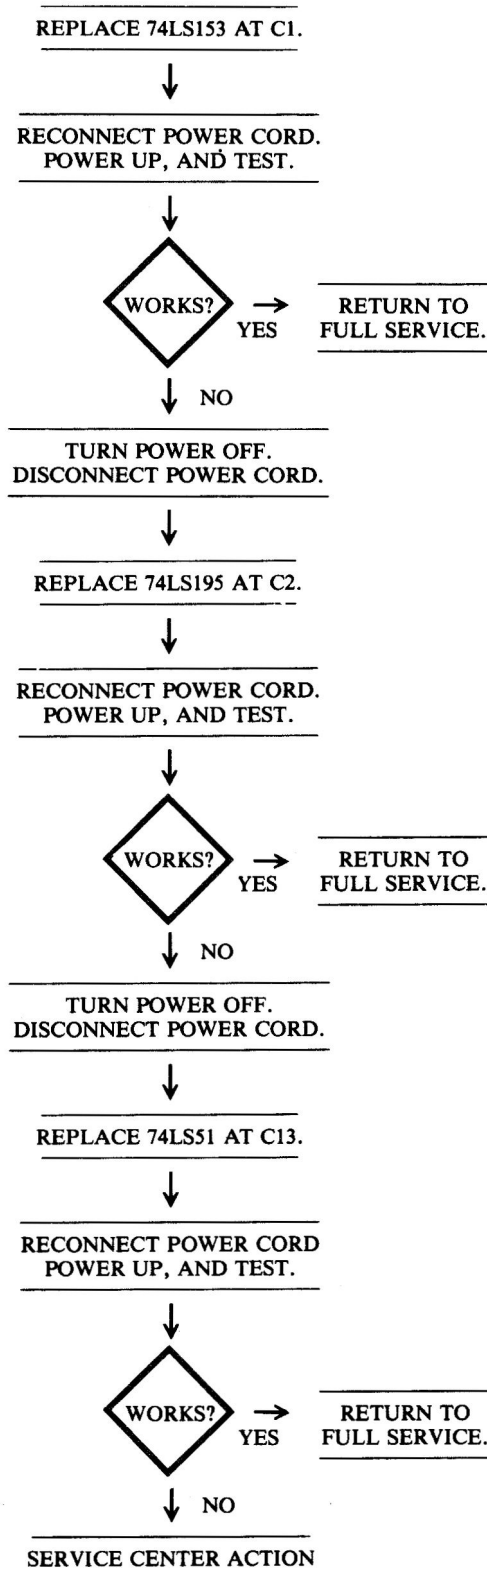 REPLACE 74LS153 AT C1.
RECONNECT POWER CORD.
POWER UP, AND TEST.
WORKS?
YES
RETURN TO
FULL SERVICE.
NO
TURN POWER OFF.
DISCONNECT POWER CORD.
REPLACE 74LS195 AT C2.
RECONNECT POWER CORD.
POWER UP, AND TEST.
WORKS?
YES
RETURN TO
FULL SERVICE.
NO
TURN POWER OFF.
DISCONNECT POWER CORD.
REPLACE 74LS51 AT C13.
RECONNECT POWER CORD
POWER UP, AND TEST.
WORKS?
YES
RETURN TO
FULL SERVICE.
NO
SERVICE CENTER ACTION